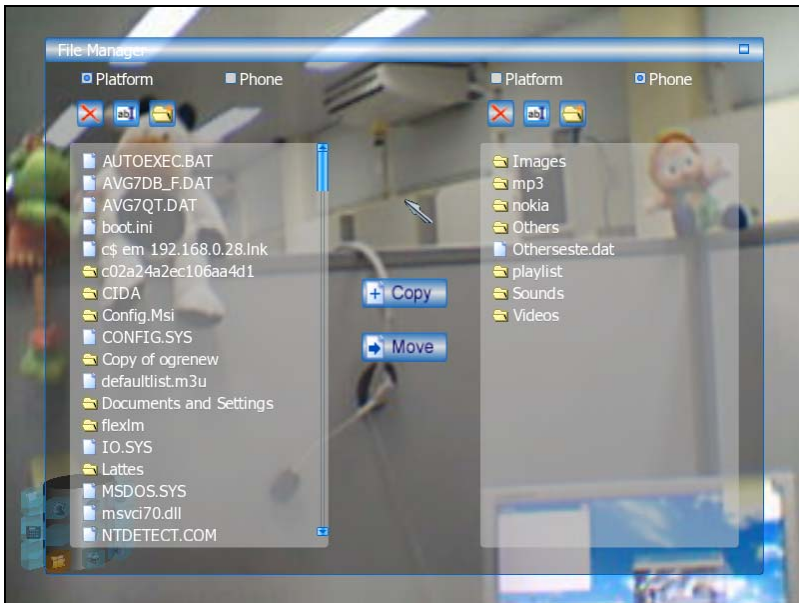 File Manager
Platform
Phone
Platform
Phone
abI
abI
AUTOEXEC.BAT
AVG7DB_F.DAT
AVG7QT.DAT
boot.ini
c$ em 192.168.0.28.lnk
c02a24a2ec106aa4d1
CIDA
Config.Msi
CONFIG.SYS
Copy of ogrenew
defaultlist.m3u
Documents and Settings
flexlm
IO.SYS
Lattes
MSDOS.SYS
msvci70.dll
NTDETECT.COM
Copy
Move
Images
mp3
nokia
Others
Otherseste.dat
playlist
Sounds
Videos